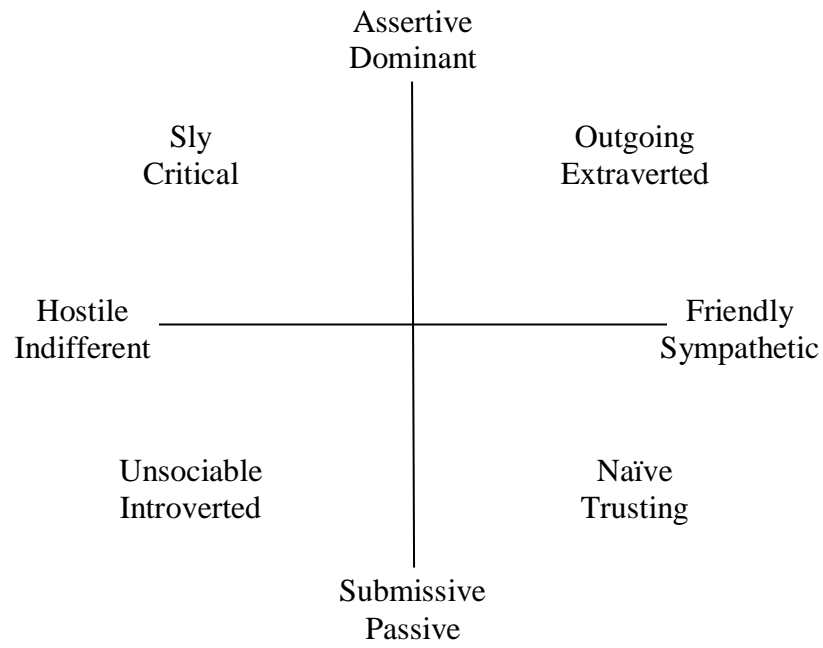 Assertive
Dominant
Sly
Critical
Outgoing
Extraverted
Hostile
Indifferent
Friendly
Sympathetic
Unsociable
Introverted
Naïve
Trusting
Submissive
Passive